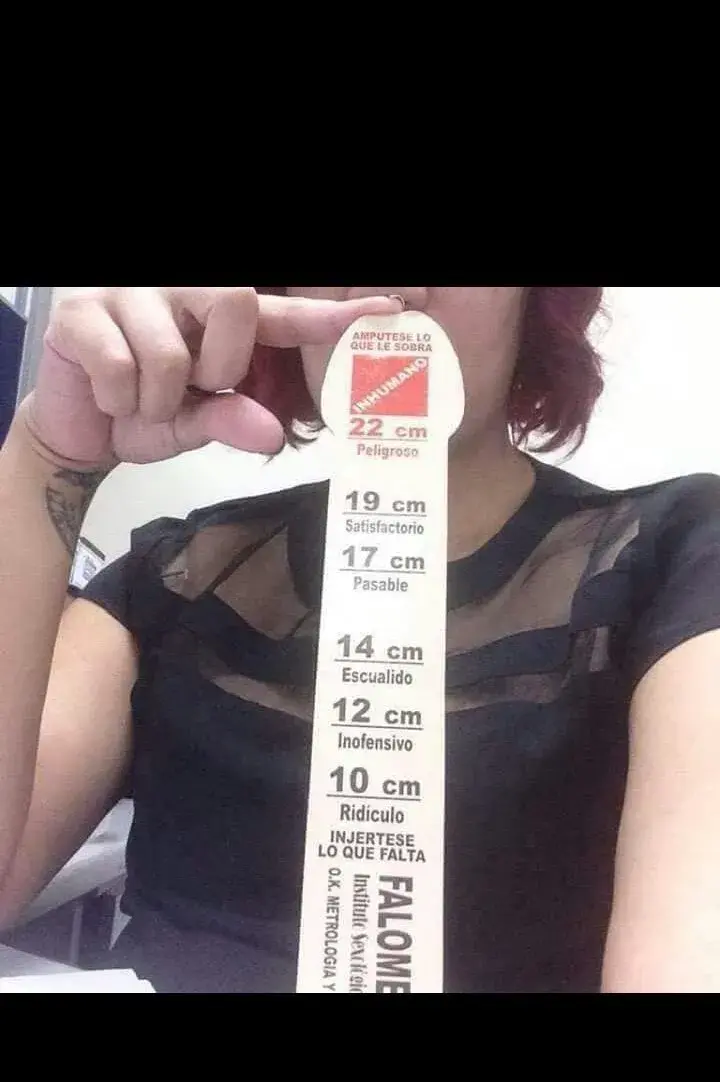 AMPUTESE LO
QUE LE SOBRA
INHUMANO
22 cm
Peligroso
19 cm
Satisfactorio
17 cm
Pasable
14 cm
Escualido
12 cm
Inofensivo
10 cm
Ridículo
INJERTESE
LO QUE FALTA
FALOME
Instituto
O.K. METROLOGIA Y